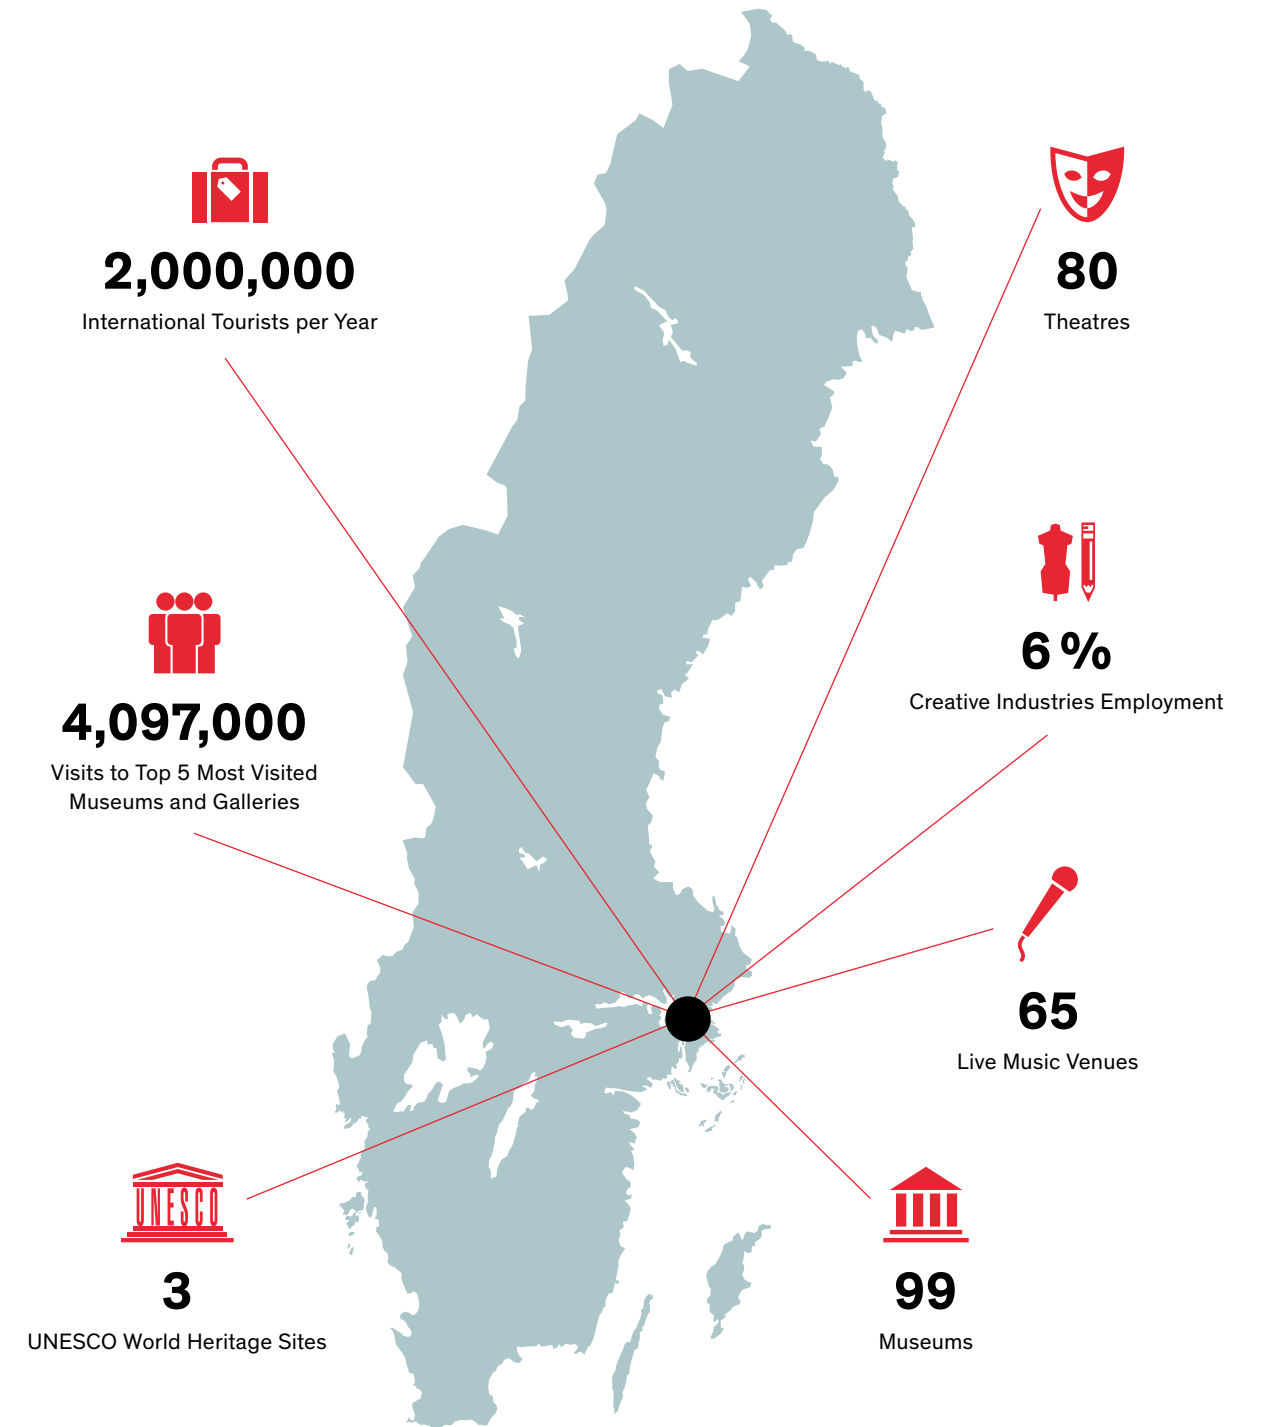 2,000,000
International Tourists per Year
80
Theatres
6 %
Creative Industries Employment
4,097,000
Visits to Top 5 Most Visited
Museums and Galleries
65
Live Music Venues
UNESCO
3
UNESCO World Heritage Sites
99
Museums